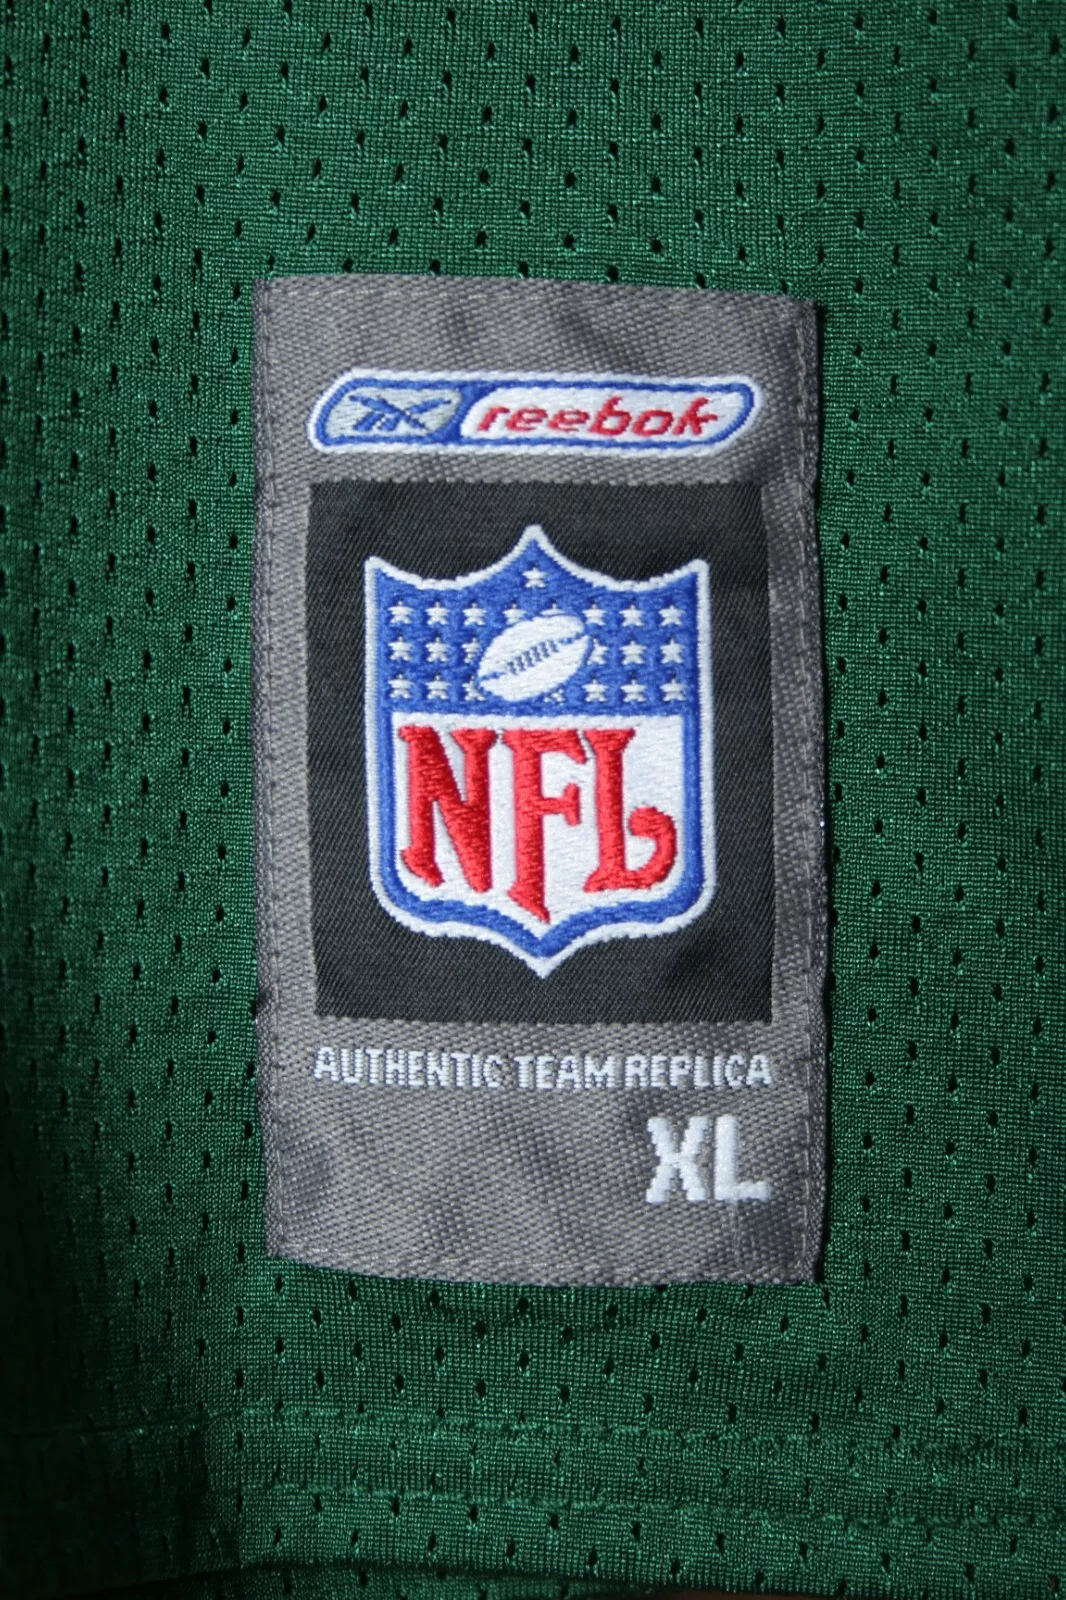 reebok
NFL
AUTHENTIC TEAM REPLICA
XL